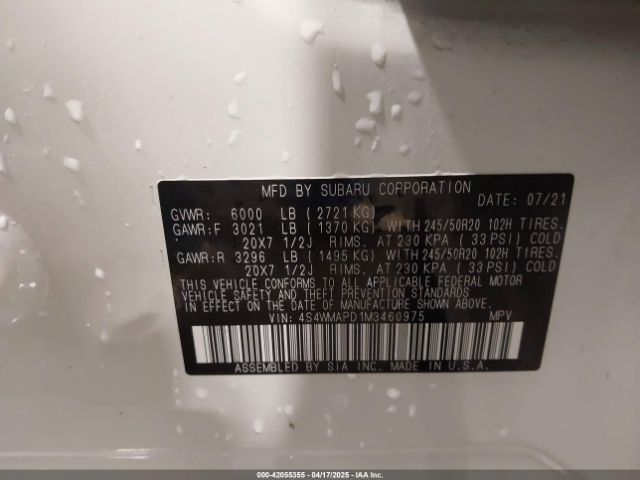 MFD BY SUBARU CORPORATION
DATE: 07/21
GVWR: 6000 LB (2721 KG)
GAWR:F 3021 LB (1370 KG) WITH 245/50R20 102H TIRES.
20X7 1/2J RIMS. AT 230 KPA ( 33 PSI) COLD
GAWR:R 3296 LB (1495 KG) WITH 245/50R20 102H TIRES.
20X7 1/2J RIMS. AT 230 KPA ( 33 PSI) COLD
THIS VEHICLE CONFORMS TO ALL APPLICABLE FEDERAL MOTOR
VEHICLE SAFETY AND BUMPER STANDARDS
IN EFFECT ON THE DATE OF MANUFACTURE SHOWN ABOVE.
VIN: 4S4WMAPD1M3460975 MPV
ASSEMBLED BY SIA INC. MADE IN U.S.A.
000-42055355 - 04/17/2025 - IAAI.COM